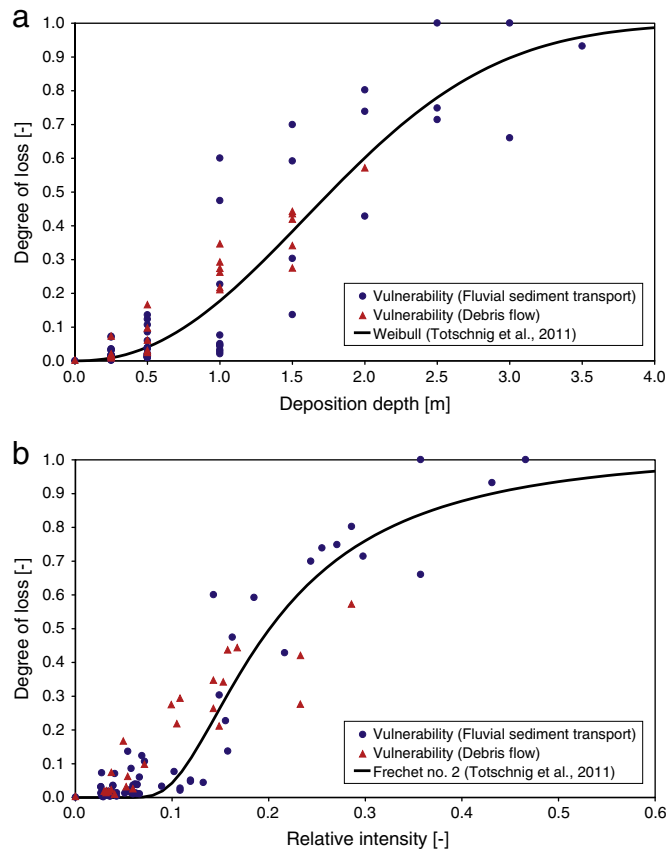 a
Degree of loss [-]
1.0
0.9
0.8
0.7
0.6
0.5
0.4
0.3
0.2
0.1
0.0
Vulnerability (Fluvial sediment transport)
Vulnerability (Debris flow)
Weibull (Totschnig et al., 2011)
0.0 0.5 1.0 1.5 2.0 2.5 3.0 3.5 4.0
Deposition depth [m]
b
Degree of loss [-]
1.0
0.9
0.8
0.7
0.6
0.5
0.4
0.3
0.2
0.1
0.0
Vulnerability (Fluvial sediment transport)
Vulnerability (Debris flow)
Frechet no. 2 (Totschnig et al., 2011)
0.0 0.1 0.2 0.3 0.4 0.5 0.6
Relative intensity [-]